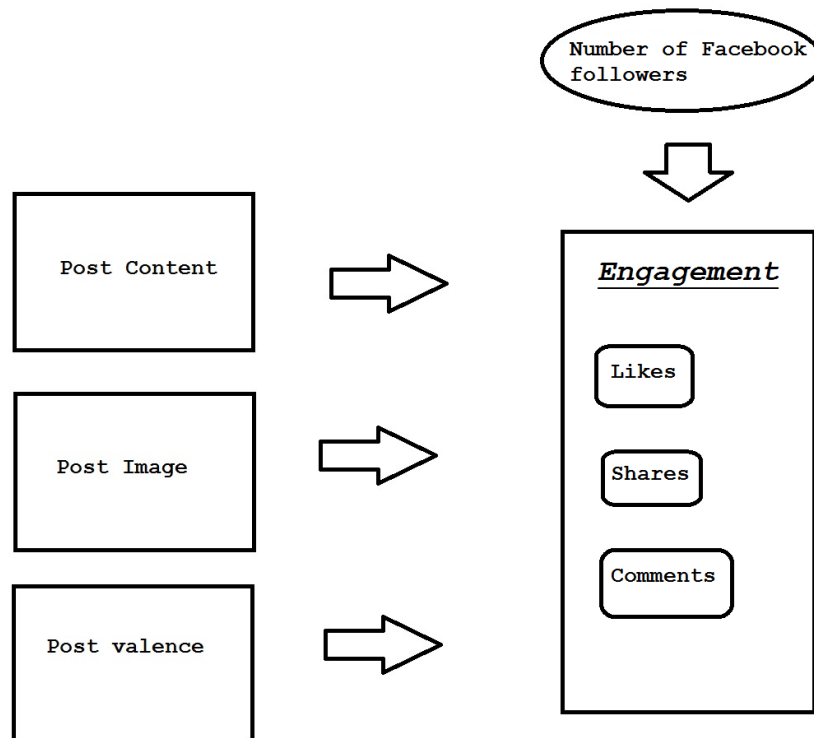 Number of Facebook
followers
Post Content
Engagement
Likes
Post Image
Shares
Comments
Post valence